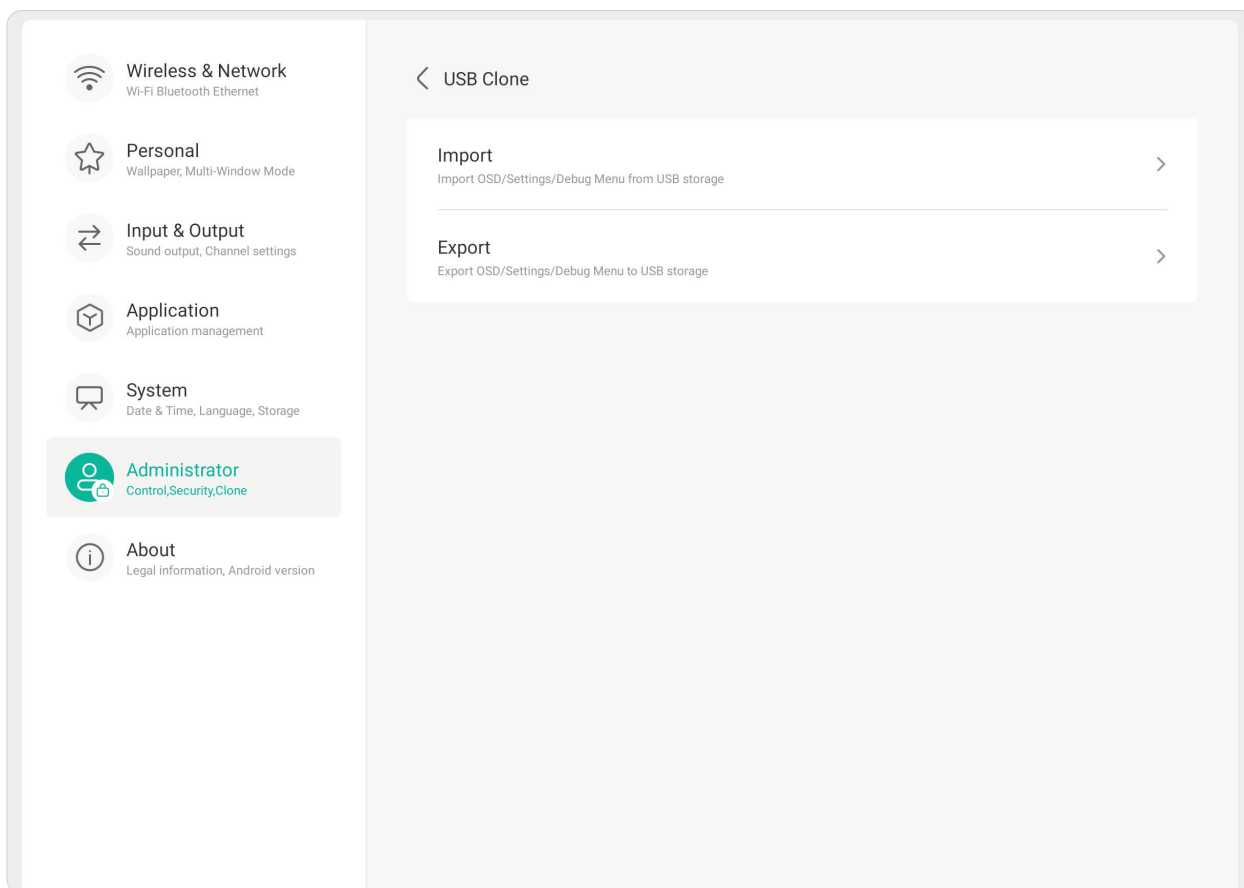 Wireless & Network
Wi-Fi Bluetooth Ethernet
Personal
Wallpaper, Multi-Window Mode
Input & Output
Sound output, Channel settings
Application
Application management
System
Date & Time, Language, Storage
Administrator
Control,Security,Clone
About
Legal information, Android version
USB Clone
Import
Import OSD/Settings/Debug Menu from USB storage
Export
Export OSD/Settings/Debug Menu to USB storage